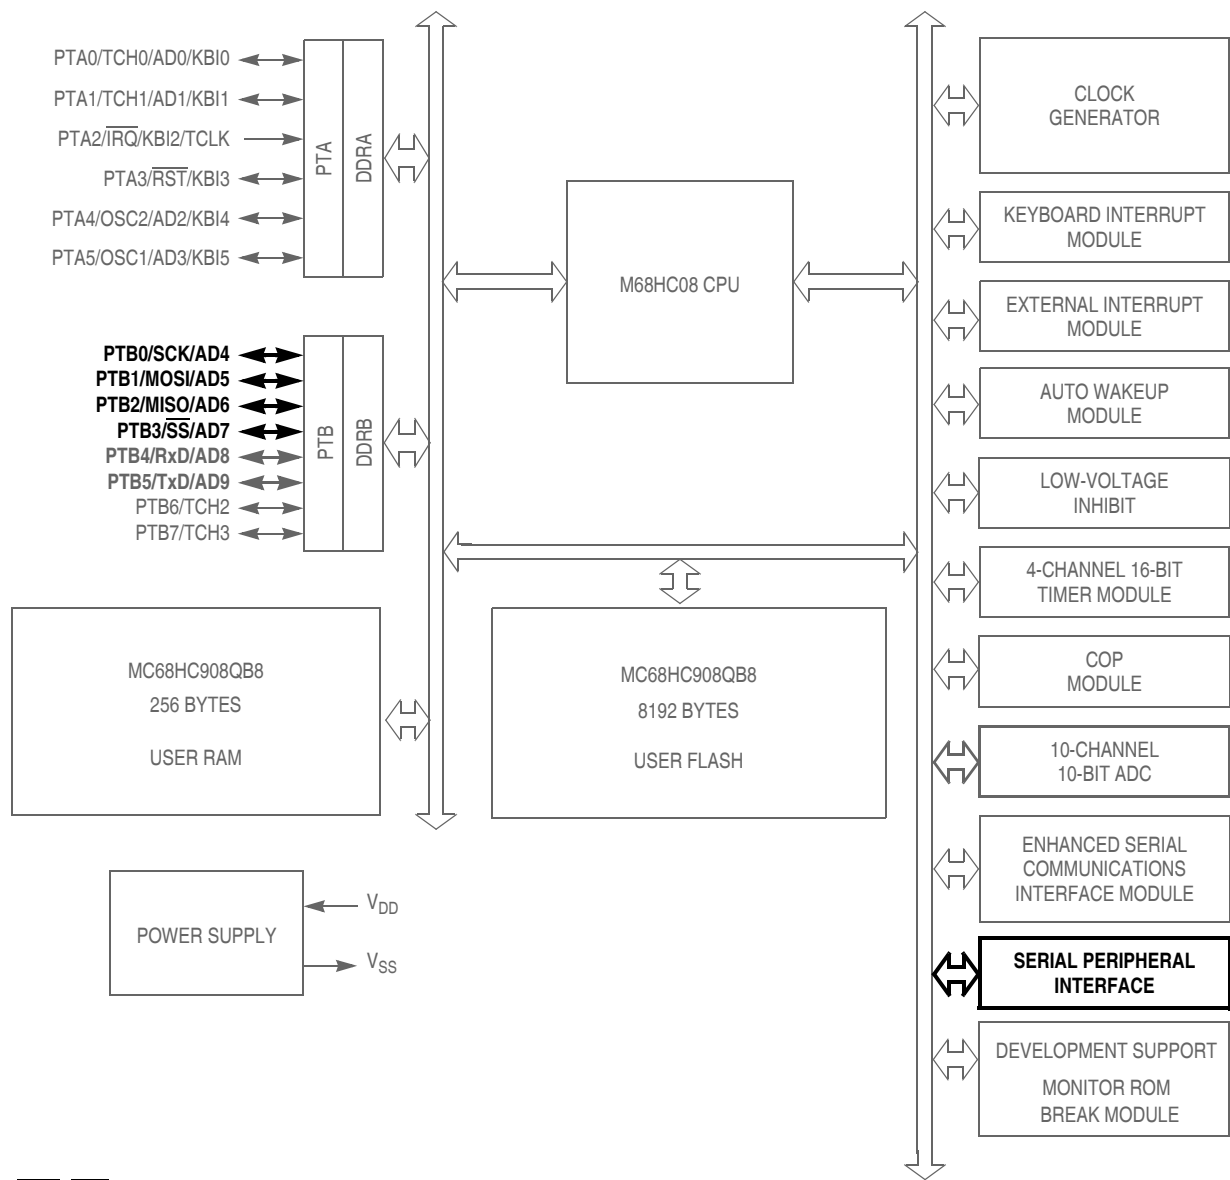 PTA0/TCH0/AD0/KBI0
PTA1/TCH1/AD1/KBI1
PTA2/IRQ/KBI2/TCLK
PTA3/RST/KBI3
PTA4/OSC2/AD2/KBI4
PTA5/OSC1/AD3/KBI5
PTA
DDRA
PTB0/SCK/AD4
PTB1/MOSI/AD5
PTB2/MISO/AD6
PTB3/SS/AD7
PTB4/RxD/AD8
PTB5/TxD/AD9
PTB6/TCH2
PTB7/TCH3
PTB
DDRB
M68HC08 CPU
MC68HC908QB8
256 BYTES
USER RAM
MC68HC908QB8
8192 BYTES
USER FLASH
POWER SUPPLY
VDD
VSS
CLOCK
GENERATOR
KEYBOARD INTERRUPT
MODULE
EXTERNAL INTERRUPT
MODULE
AUTO WAKEUP
MODULE
LOW-VOLTAGE
INHIBIT
4-CHANNEL 16-BIT
TIMER MODULE
COP
MODULE
10-CHANNEL
10-BIT ADC
ENHANCED SERIAL
COMMUNICATIONS
INTERFACE MODULE
SERIAL PERIPHERAL
INTERFACE
DEVELOPMENT SUPPORT
MONITOR ROM
BREAK MODULE